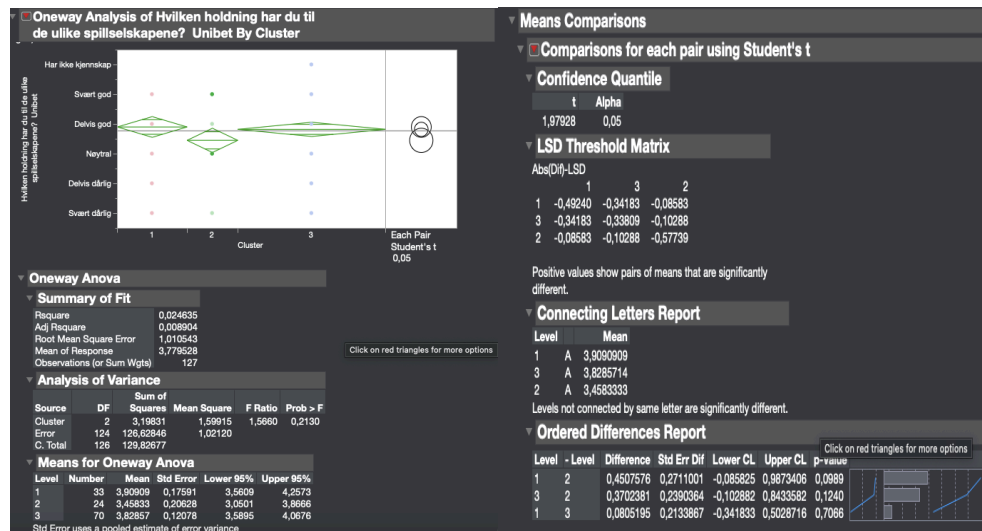 Oneway Analysis of Hvilken holdning har du til
de ulike spillselskapene? Unibet By Cluster
Hvilken holdning har du til de ulike
spillselskapene? Unibet
Har ikke kjennskap
Svært god
Delvis god
Nøytral
Delvis dårlig
Svært dårlig
1 2 3
Cluster
Each Pair
Student's t
0,05
Oneway Anova
Summary of Fit
Rsquare 0,024635
Adj Rsquare 0,008904
Root Mean Square Error 1,010543
Mean of Response 3,779528
Observations (or Sum Wgts) 127
Click on red triangles for more options
Analysis of Variance
Sum of
Source DF Squares Mean Square F Ratio Prob > F
Cluster 2 3,19831 1,59915 1,5660 0,2130
Error 124 126,62846 1,02120
C. Total 126 129,82677
Means for Oneway Anova
Level Number Mean Std Error Lower 95% Upper 95%
1 33 3,90909 0,17591 3,5609 4,2573
2 24 3,45833 0,20628 3,0501 3,8666
3 70 3,82857 0,12078 3,5895 4,0676
Std Error uses a pooled estimate of error variance
Means Comparisons
Comparisons for each pair using Student's t
Confidence Quantile
t Alpha
1,97928 0,05
LSD Threshold Matrix
Abs(Dif)-LSD
1 3 2
1 -0,49240 -0,34183 -0,08583
3 -0,34183 -0,33809 -0,10288
2 -0,08583 -0,10288 -0,57739
Positive values show pairs of means that are significantly
different.
Connecting Letters Report
Level Mean
1 A 3,9090909
3 A 3,8285714
2 A 3,4583333
Levels not connected by same letter are significantly different.
Ordered Differences Report
Click on red triangles for more options
Level - Level Difference Std Err Dif Lower CL Upper CL p-Value
1 2 0,4507576 0,2711001 -0,085825 0,9873406 0,0989
3 2 0,3702381 0,2390364 -0,102882 0,8433582 0,1240
1 3 0,0805195 0,2133867 -0,341833 0,5028716 0,7066